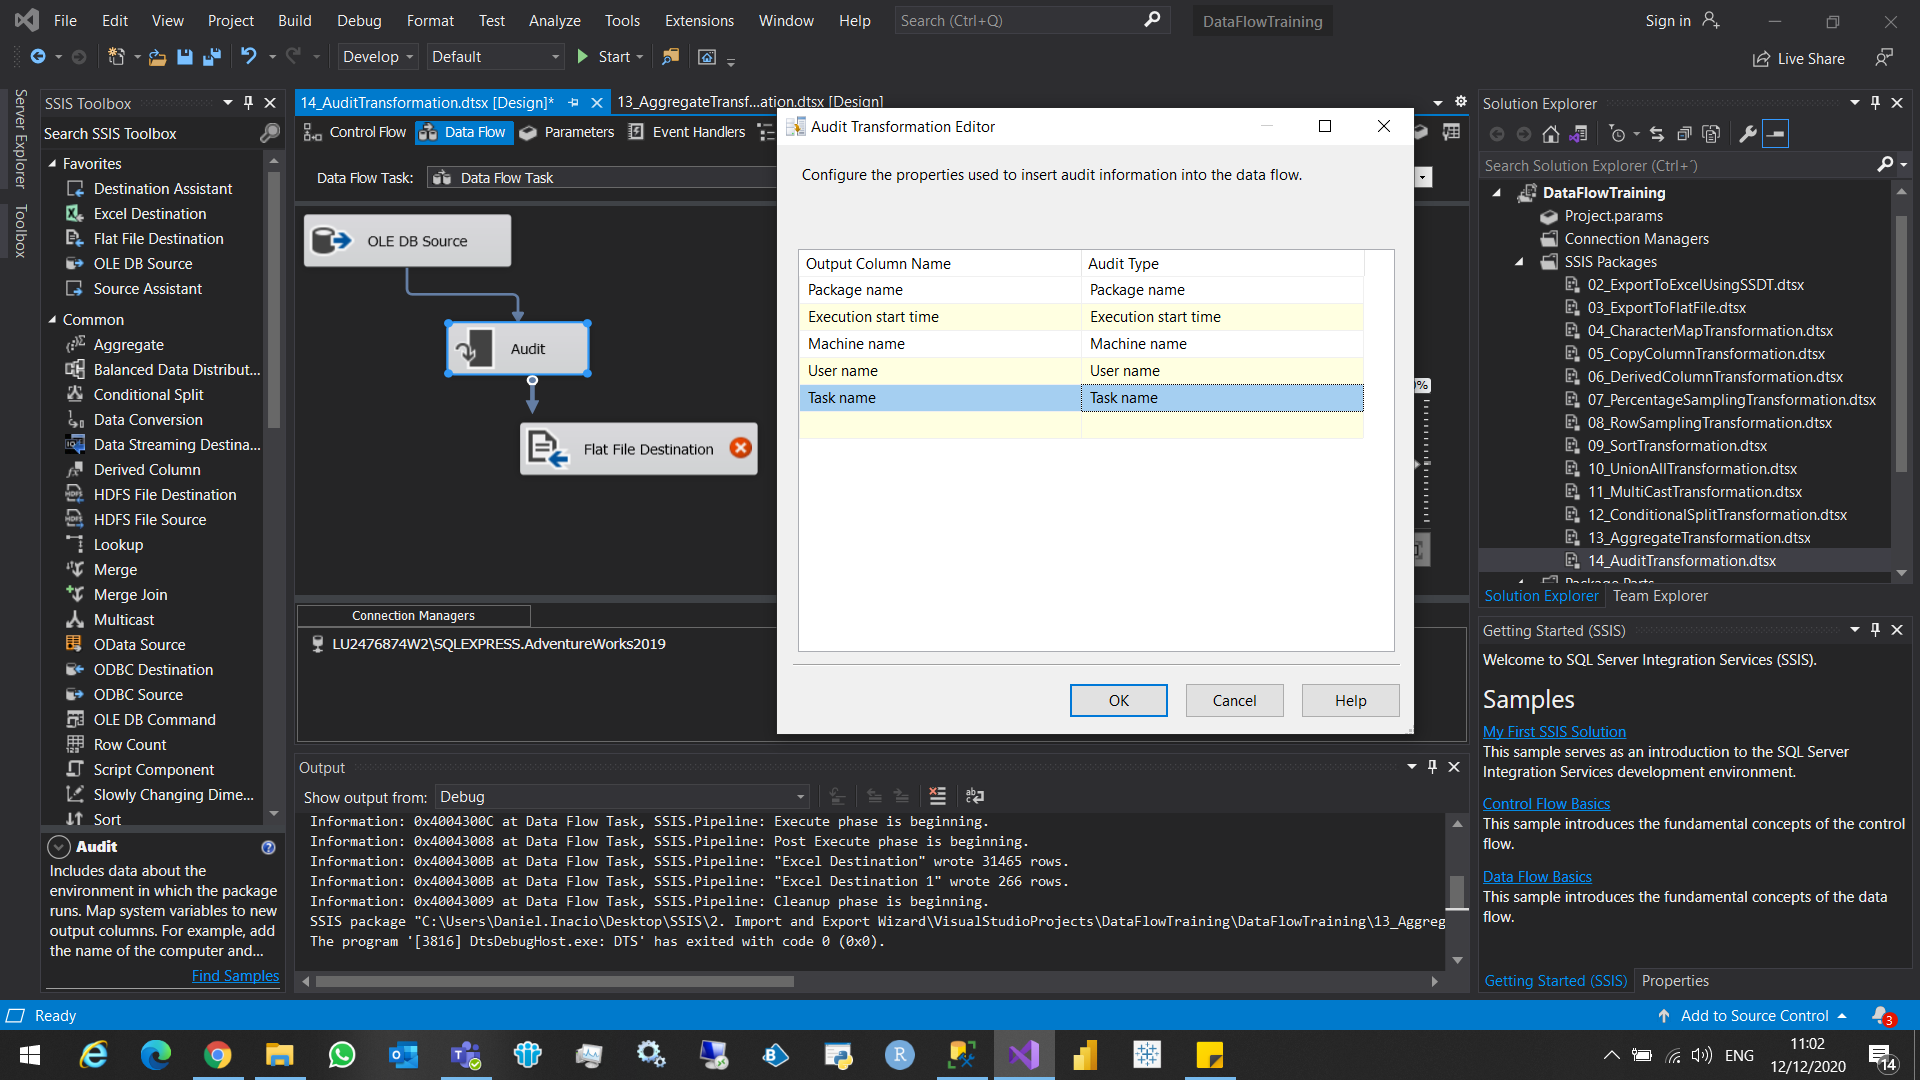 File Edit View Project Build Debug Format Test Analyze Tools Extensions Window Help Search (Ctrl+Q) DataFlowTraining Sign in
Develop Default Start Live Share
Server Explorer
Toolbox
SSIS Toolbox
Search SSIS Toolbox
Favorites
Destination Assistant
Excel Destination
Flat File Destination
OLE DB Source
Source Assistant
Common
Aggregate
Balanced Data Distribut...
Conditional Split
Data Conversion
Data Streaming Destina...
Derived Column
HDFS File Destination
HDFS File Source
Lookup
Merge
Merge Join
Multicast
OData Source
ODBC Destination
ODBC Source
OLE DB Command
Row Count
Script Component
Slowly Changing Dime...
Sort
Audit
Includes data about the
environment in which the package
runs. Map system variables to new
output columns. For example, add
the name of the computer and...
Find Samples
14_AuditTransformation.dtsx [Design]* 13_AggregateTransf...ation.dtsx [Design]
Control Flow Data Flow Parameters Event Handlers
Data Flow Task: Data Flow Task
OLE DB Source
Audit
Flat File Destination
Connection Managers
LU2476874W2\SQLEXPRESS.AdventureWorks2019
Audit Transformation Editor
Configure the properties used to insert audit information into the data flow.
Output Column Name Audit Type
Package name Package name
Execution start time Execution start time
Machine name Machine name
User name User name
Task name Task name
OK Cancel Help
Output
Show output from: Debug
Information: 0x4004300C at Data Flow Task, SSIS.Pipeline: Execute phase is beginning.
Information: 0x40043008 at Data Flow Task, SSIS.Pipeline: Post Execute phase is beginning.
Information: 0x4004300B at Data Flow Task, SSIS.Pipeline: "Excel Destination" wrote 31465 rows.
Information: 0x4004300B at Data Flow Task, SSIS.Pipeline: "Excel Destination 1" wrote 266 rows.
Information: 0x40043009 at Data Flow Task, SSIS.Pipeline: Cleanup phase is beginning.
SSIS package "C:\Users\Daniel.Inacio\Desktop\SSIS\2. Import and Export Wizard\VisualStudioProjects\DataFlowTraining\DataFlowTraining\13_Aggreg
The program '[3816] DtsDebugHost.exe: DTS' has exited with code 0 (0x0).
Solution Explorer
Search Solution Explorer (Ctrl+´)
DataFlowTraining
Project.params
Connection Managers
SSIS Packages
02_ExportToExcelUsingSSDT.dtsx
03_ExportToFlatFile.dtsx
04_CharacterMapTransformation.dtsx
05_CopyColumnTransformation.dtsx
06_DerivedColumnTransformation.dtsx
07_PercentageSamplingTransformation.dtsx
08_RowSamplingTransformation.dtsx
09_SortTransformation.dtsx
10_UnionAllTransformation.dtsx
11_MultiCastTransformation.dtsx
12_ConditionalSplitTransformation.dtsx
13_AggregateTransformation.dtsx
14_AuditTransformation.dtsx
Package Parts
Solution Explorer Team Explorer
Getting Started (SSIS)
Welcome to SQL Server Integration Services (SSIS).
Samples
My First SSIS Solution
This sample serves as an introduction to the SQL Server
Integration Services development environment.
Control Flow Basics
This sample introduces the fundamental concepts of the control
flow.
Data Flow Basics
This sample introduces the fundamental concepts of the data
flow.
Getting Started (SSIS) Properties
Ready Add to Source Control 3
ENG 11:02
12/12/2020
14